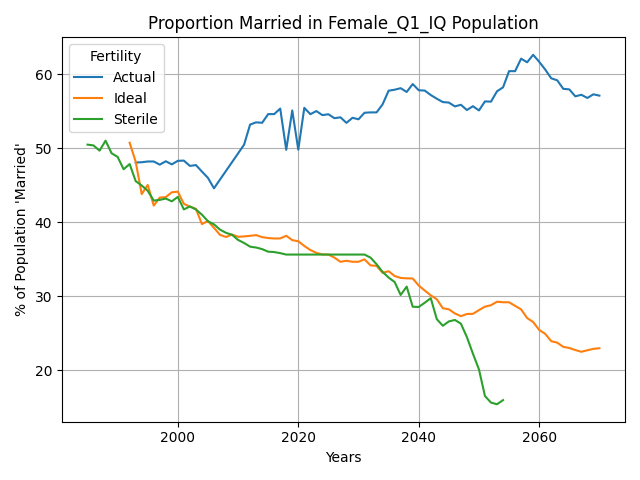 Proportion Married in Female_Q1_IQ Population
Fertility
Actual
Ideal
Sterile
% of Population 'Married'
60
50
40
30
20
2000
2020
2040
2060
Years